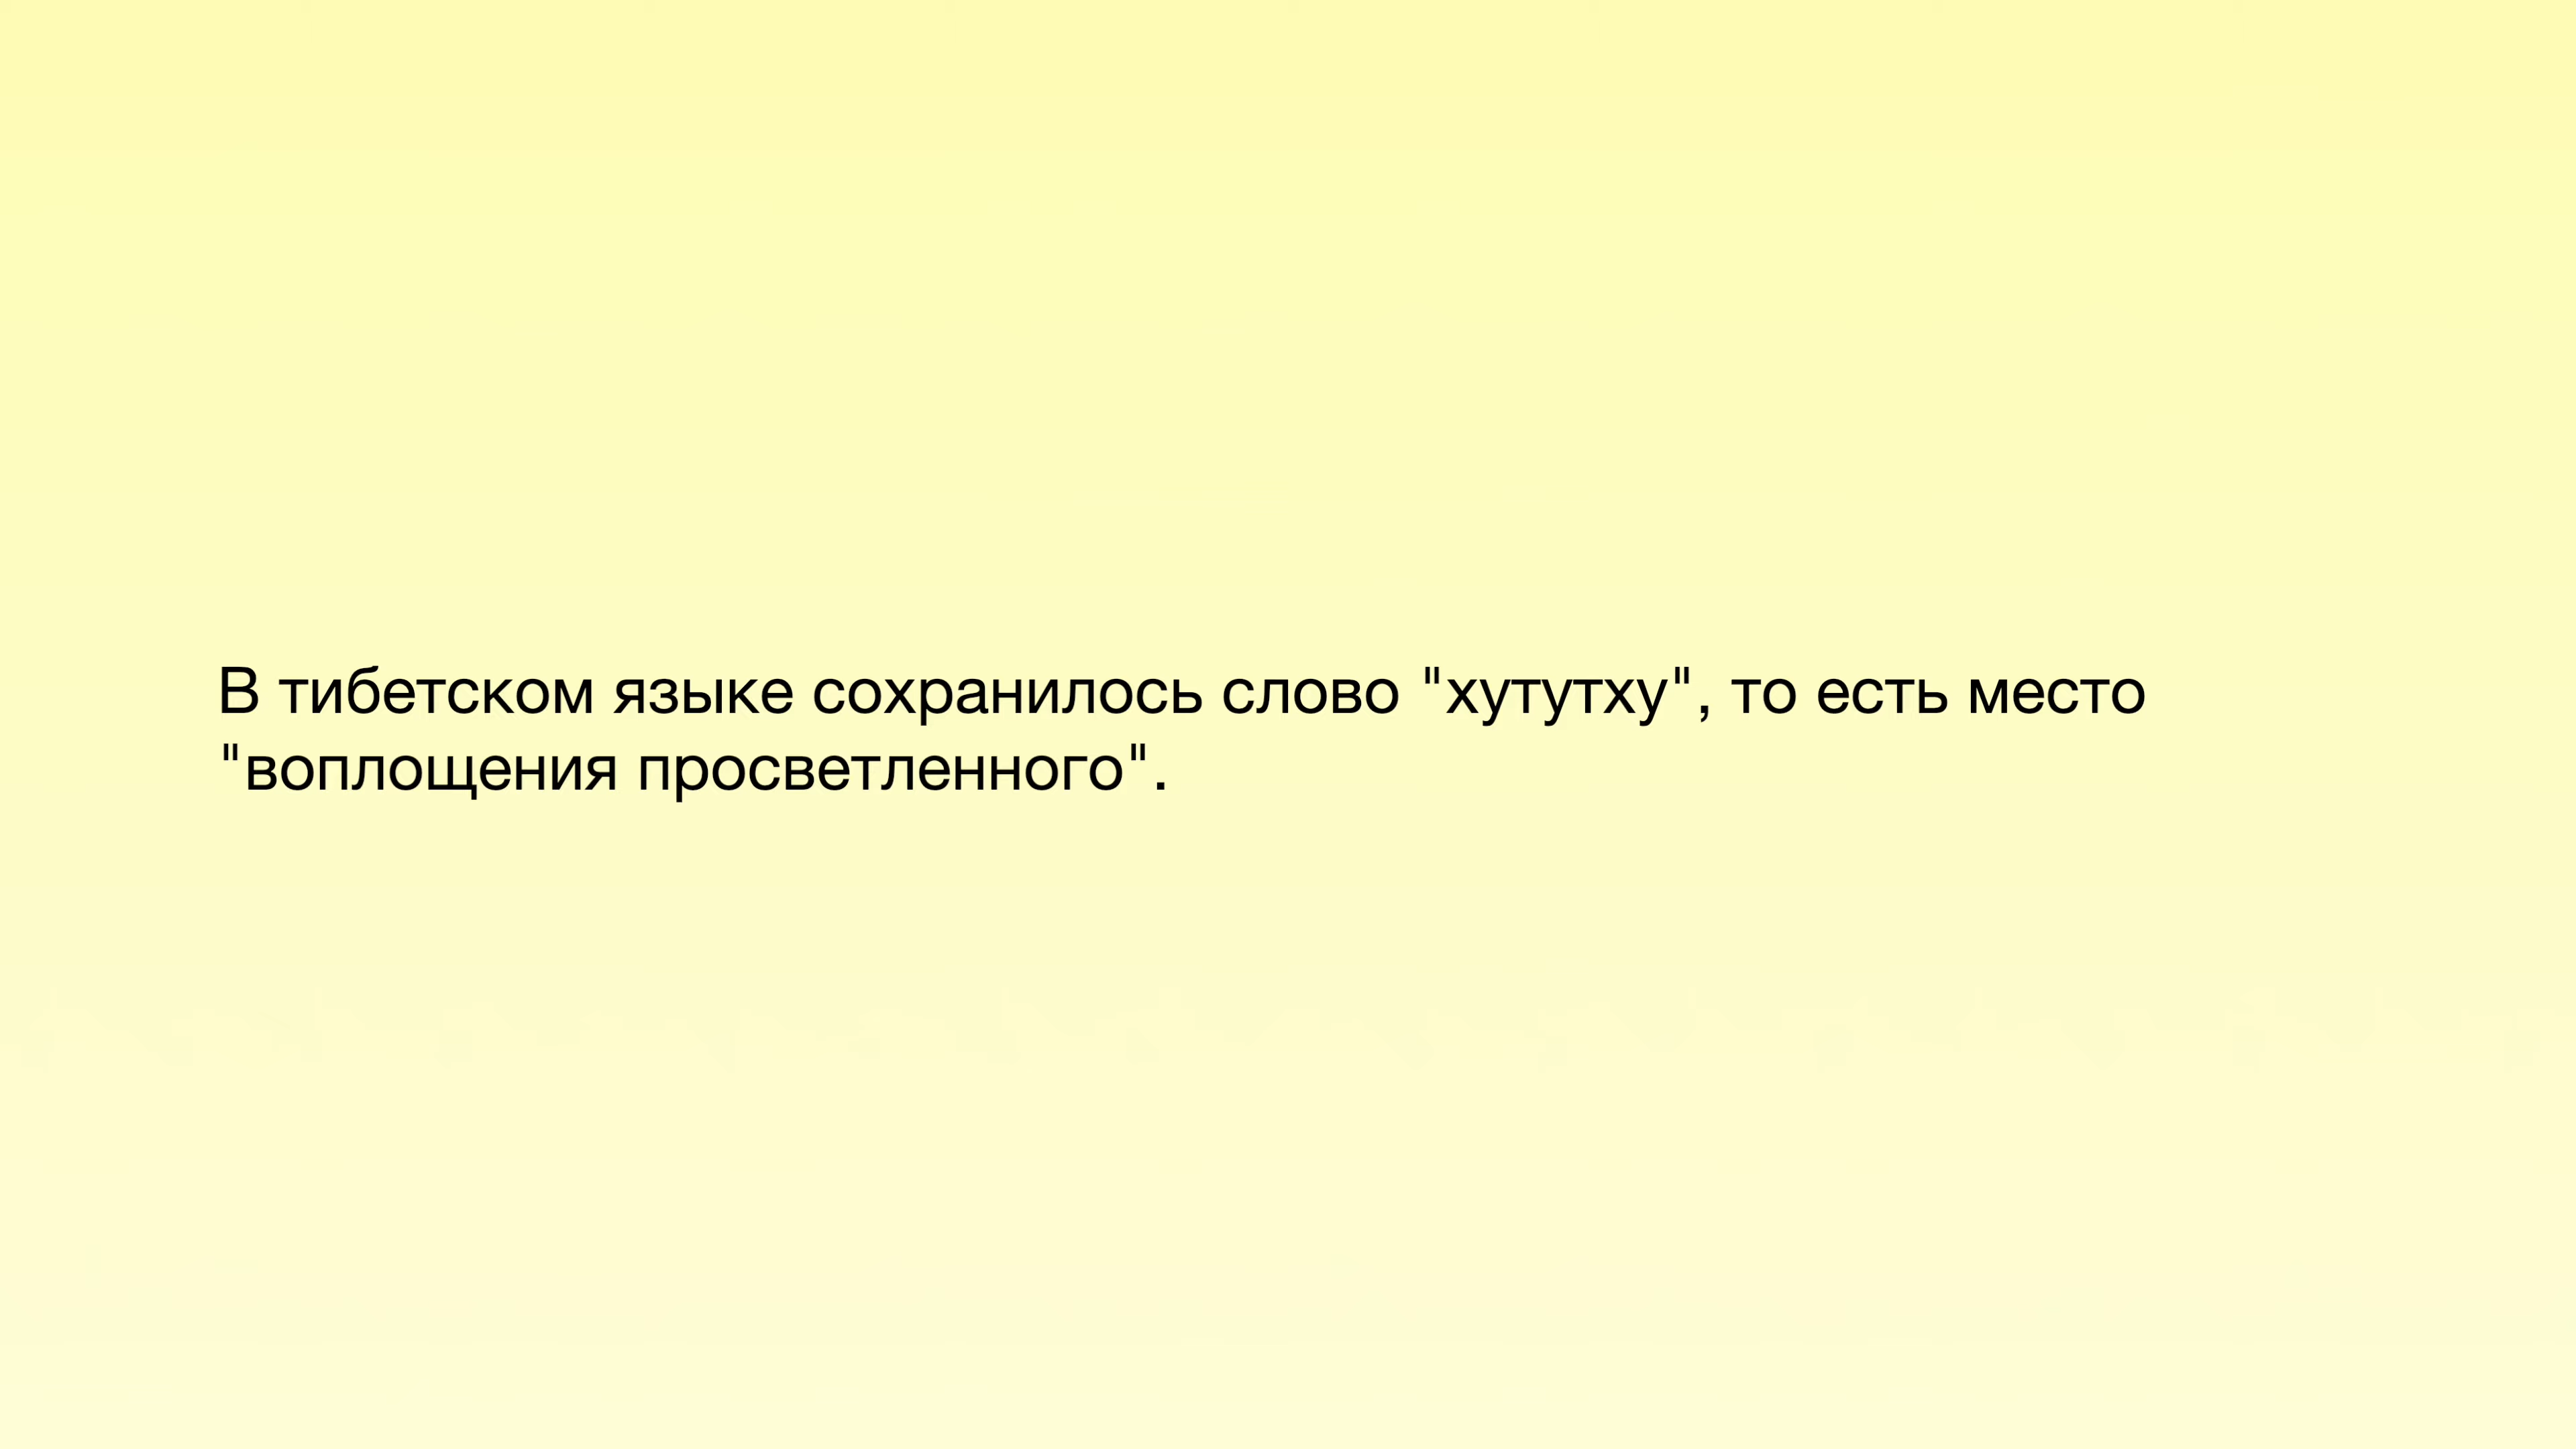 В тибетском языке сохранилось слово "хутутху", то есть место
"воплощения просветленного".